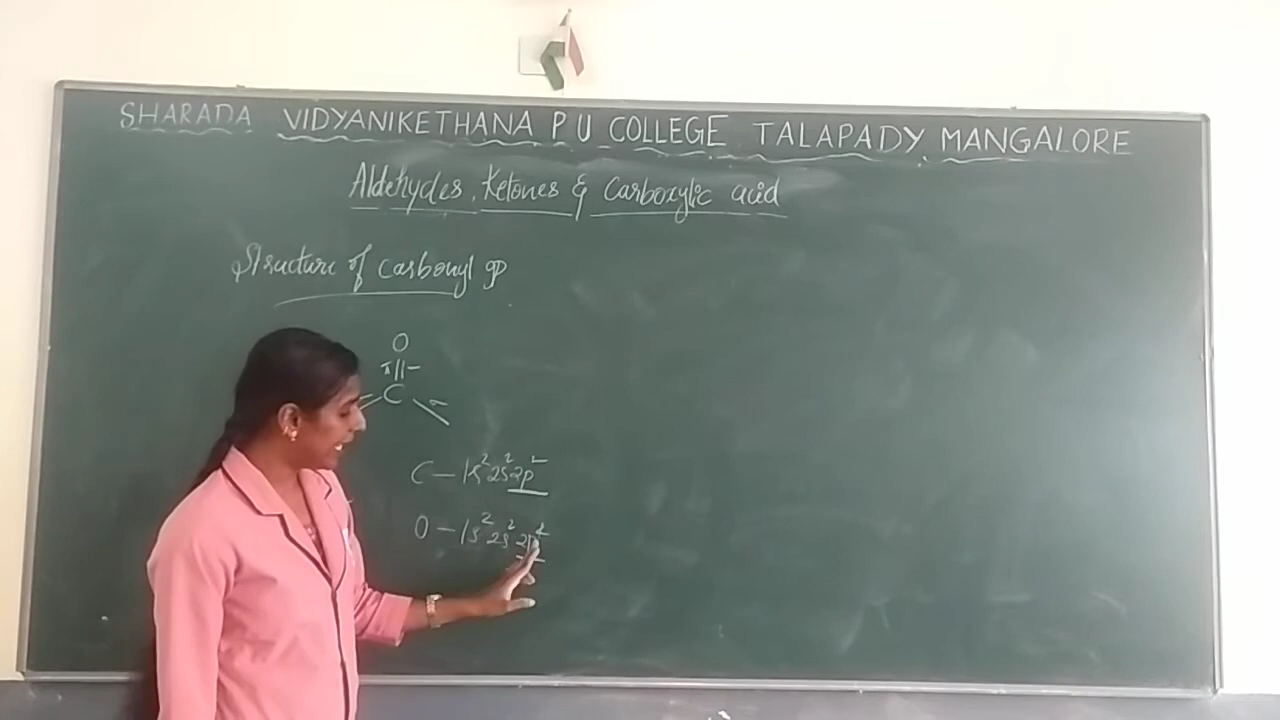 SHARADA VIDYANIKETHANA P U COLLEGE TALAPADY MANGALORE
Aldehydes, Ketones & Carboxylic acid
Structure of carbonyl gp
O
π || 
C σ
C — 1s² 2s² 2p²
O — 1s² 2s² 2p⁴